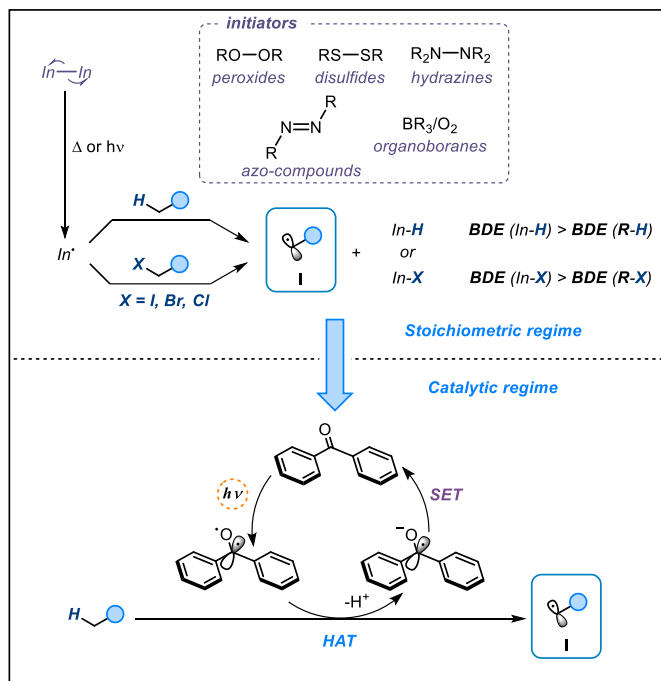 initiators
RO—OR
RS—SR
R₂N—NR₂
peroxides
disulfides
hydrazines
In—In
R
N=N
R
BR₃/O₂
organoboranes
azo-compounds
Δ or hν
H
In•
X
X = I, Br, Cl
I
+
In-H
or
In-X
BDE (In-H) > BDE (R-H)
BDE (In-X) > BDE (R-X)
Stoichiometric regime
Catalytic regime
O
hν
SET
•O
⁻O
-H⁺
H
HAT
I